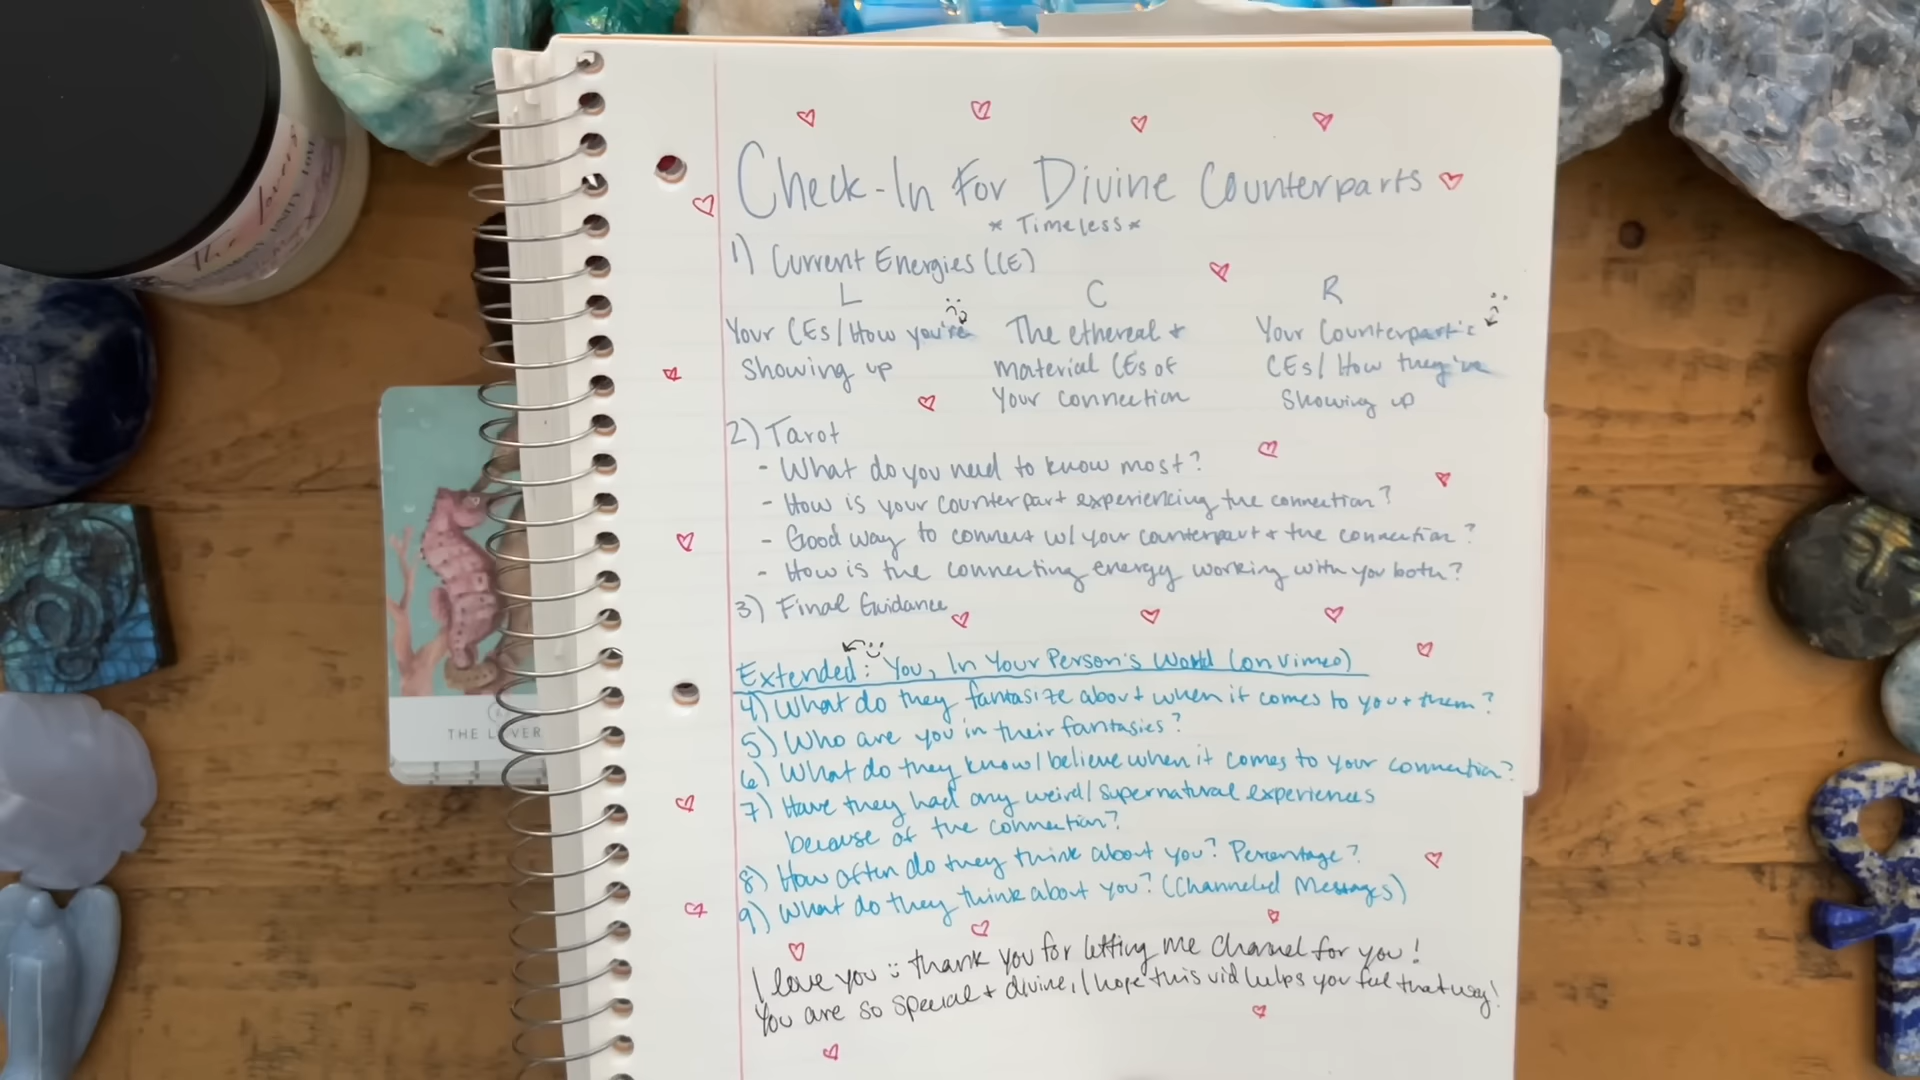 Check-In For Divine Counterparts
* Timeless *
1) Current Energies (CE)
L C R
Your CEs/How you're The ethereal + Your Counterpart's
showing up material CEs of CEs/How they're
Your connection showing up
2) Tarot
- What do you need to know most?
- How is your counterpart experiencing the connection?
- Good way to connect w/ your counterpart + the connection?
- How is the connecting energy working with you both?
3) Final Guidance
Extended: You, In Your Person's World (on vimeo)
4) What do they fantasize about when it comes to you + them?
5) Who are you in their fantasies?
6) What do they know/believe when it comes to your connection?
7) Have they had any weird/supernatural experiences
because of the connection?
8) How often do they think about you? Percentage?
9) What do they think about you? (Channeled Messages)
I love you :) thank you for letting me channel for you!
You are so special + divine, I hope this vid helps you feel that way!
The Lovers
THE LOVER